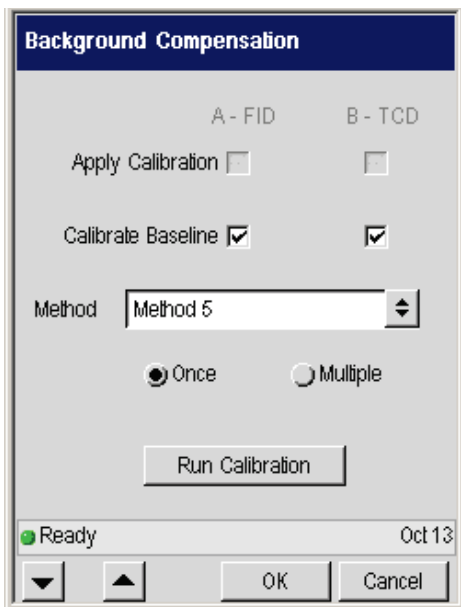 Background Compensation
A - FID B - TCD
Apply Calibration
Calibrate Baseline
Method Method 5
Once Multiple
Run Calibration
Ready Oct 13
OK Cancel